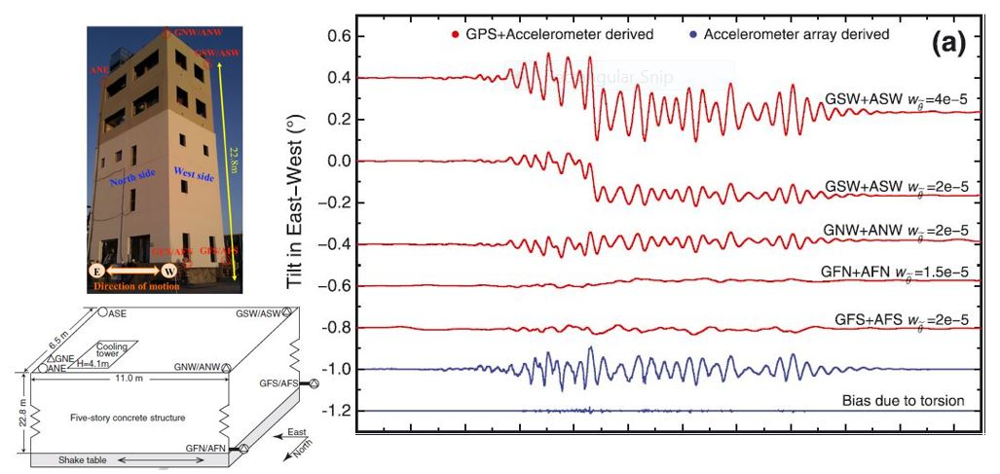 GNW/ANW
GSW/ASW
ANE
22.8m
North side
West side
E
W
Direction of motion
ASE
GSW/ASW
6.5 m
Cooling
tower
H=4.1m
GNE
ANE
GNW/ANW
11.0 m
GFS/AFS
22.8 m
Five-story concrete structure
East
North
GFN/AFN
Shake table
Tilt in East−West (°)
0.6
0.4
0.2
0.0
−0.2
−0.4
−0.6
−0.8
−1.0
−1.2
GPS+Accelerometer derived
Accelerometer array derived
(a)
GSW+ASW wθ̃=4e-5
GSW+ASW wθ̃=2e-5
GNW+ANW wθ̃=2e-5
GFN+AFN wθ̃=1.5e-5
GFS+AFS wθ̃=2e-5
Bias due to torsion